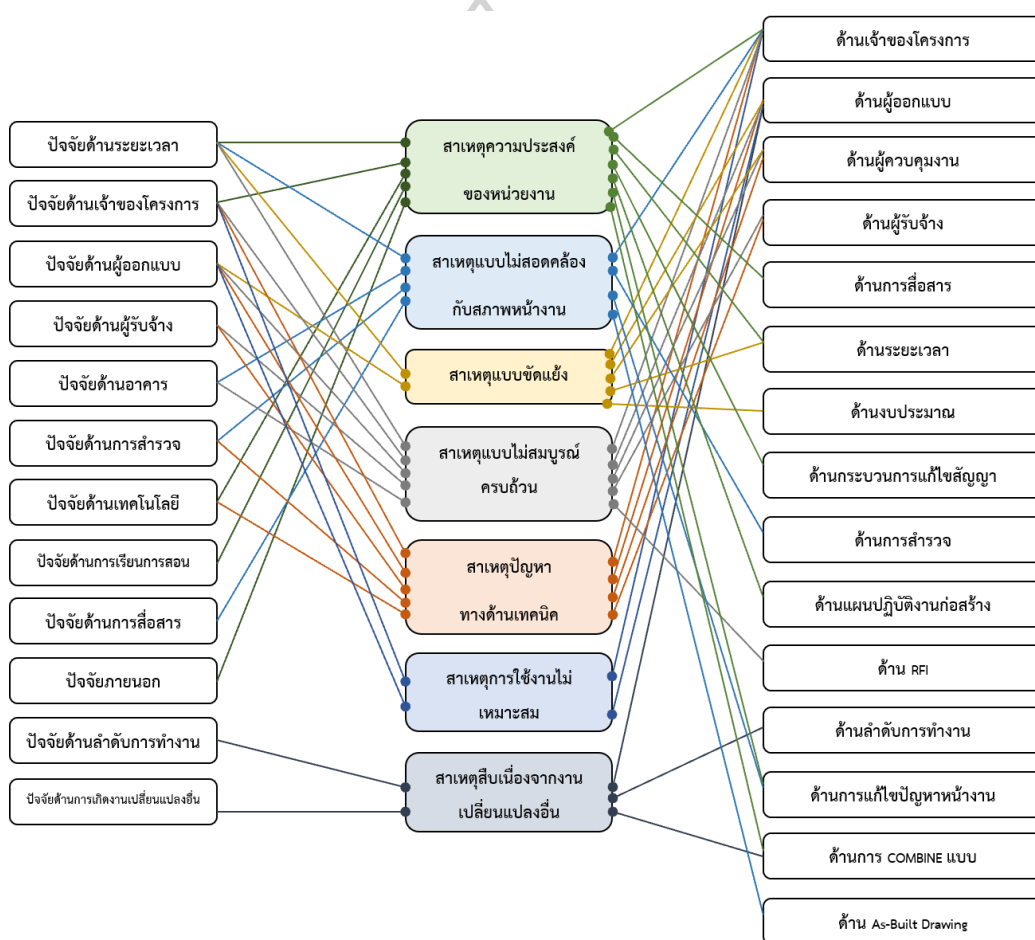 ปัจจัยด้านระยะเวลา
ปัจจัยด้านเจ้าของโครงการ
ปัจจัยด้านผู้ออกแบบ
ปัจจัยด้านผู้รับจ้าง
ปัจจัยด้านอาคาร
ปัจจัยด้านการสำรวจ
ปัจจัยด้านเทคโนโลยี
ปัจจัยด้านการเรียนการสอน
ปัจจัยด้านการสื่อสาร
ปัจจัยภายนอก
ปัจจัยด้านลำดับการทำงาน
ปัจจัยด้านการเกิดงานเปลี่ยนแปลงอื่น
สาเหตุความประสงค์
ของหน่วยงาน
สาเหตุแบบไม่สอดคล้อง
กับสภาพหน้างาน
สาเหตุแบบขัดแย้ง
สาเหตุแบบไม่สมบูรณ์
ครบถ้วน
สาเหตุปัญหา
ทางด้านเทคนิค
สาเหตุการใช้งานไม่
เหมาะสม
สาเหตุสืบเนื่องจากงาน
เปลี่ยนแปลงอื่น
ด้านเจ้าของโครงการ
ด้านผู้ออกแบบ
ด้านผู้ควบคุมงาน
ด้านผู้รับจ้าง
ด้านการสื่อสาร
ด้านระยะเวลา
ด้านงบประมาณ
ด้านกระบวนการแก้ไขสัญญา
ด้านการสำรวจ
ด้านแผนปฏิบัติงานก่อสร้าง
ด้าน RFI
ด้านลำดับการทำงาน
ด้านการแก้ไขปัญหาหน้างาน
ด้านการ COMBINE แบบ
ด้าน As-Built Drawing